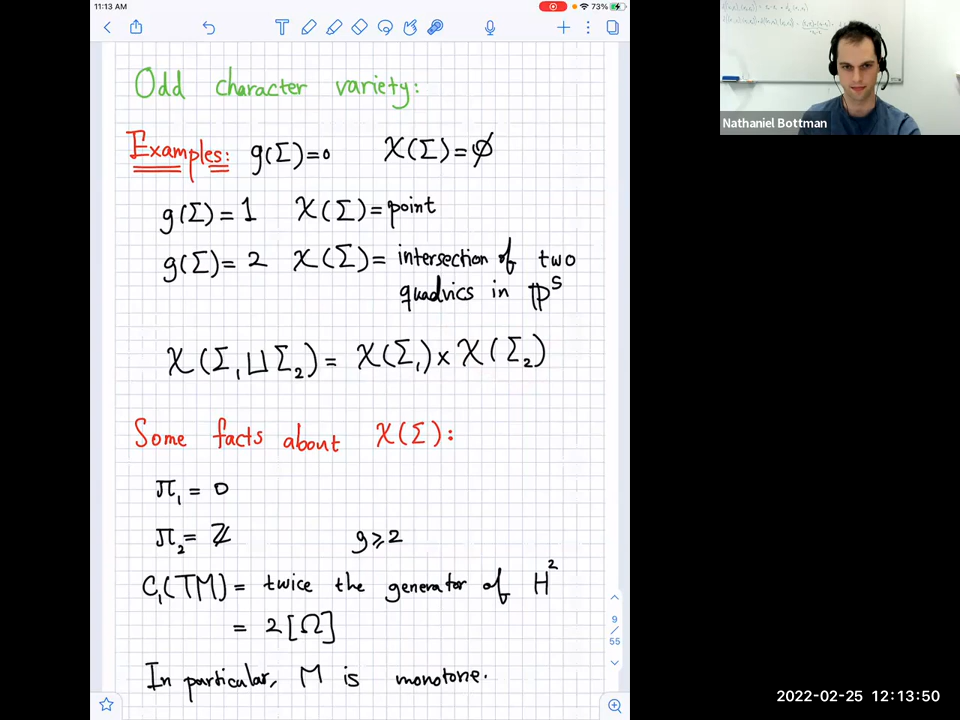 11:13 AM
73%
Odd character variety:
Examples: g(Σ)=0 χ(Σ)=∅
g(Σ)=1 χ(Σ)=point
g(Σ)=2 χ(Σ)= intersection of two
quadrics in ℙ⁵
χ(Σ₁⊔Σ₂)= χ(Σ₁)×χ(Σ₂)
Some facts about χ(Σ):
π₁ = 0
π₂ = ℤ g⩾2
C₁(TM)= twice the generator of H²
= 2[Ω]
In particular, M is monotone.
9
/
55
Nathaniel Bottman
2022-02-25 12:13:50